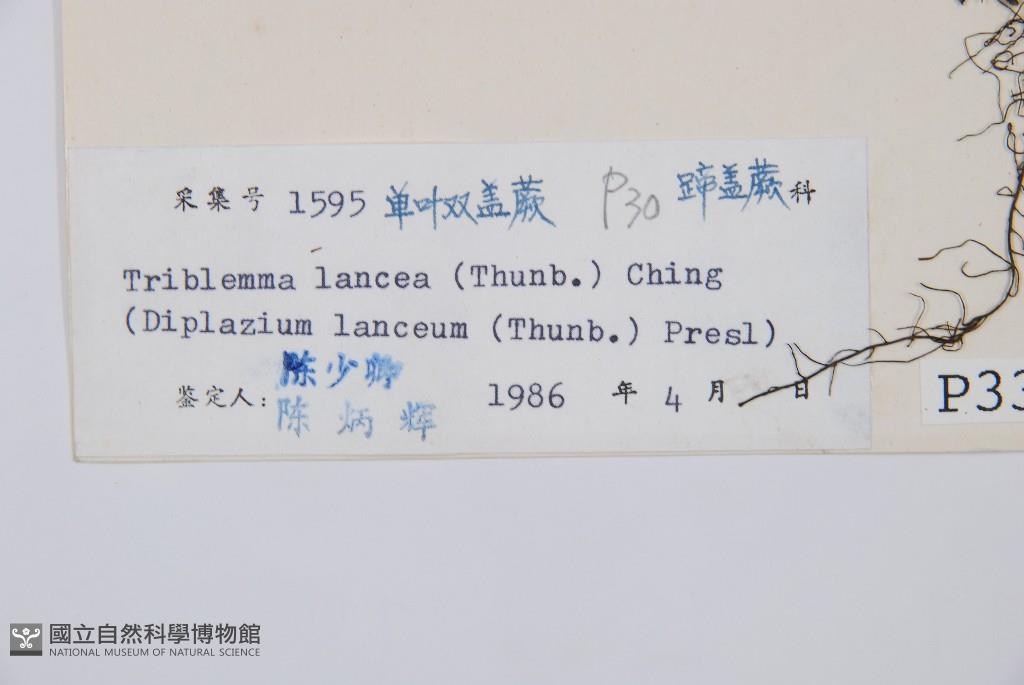 采集号 1595 单叶双盖蕨 P30 蹄盖蕨科
Triblemma lancea (Thunb.) Ching
(Diplazium lanceum (Thunb.) Presl)
陈少卿
鉴定人: 1986 年 4 月 日
陈炳辉
P33
國立自然科學博物館
NATIONAL MUSEUM OF NATURAL SCIENCE